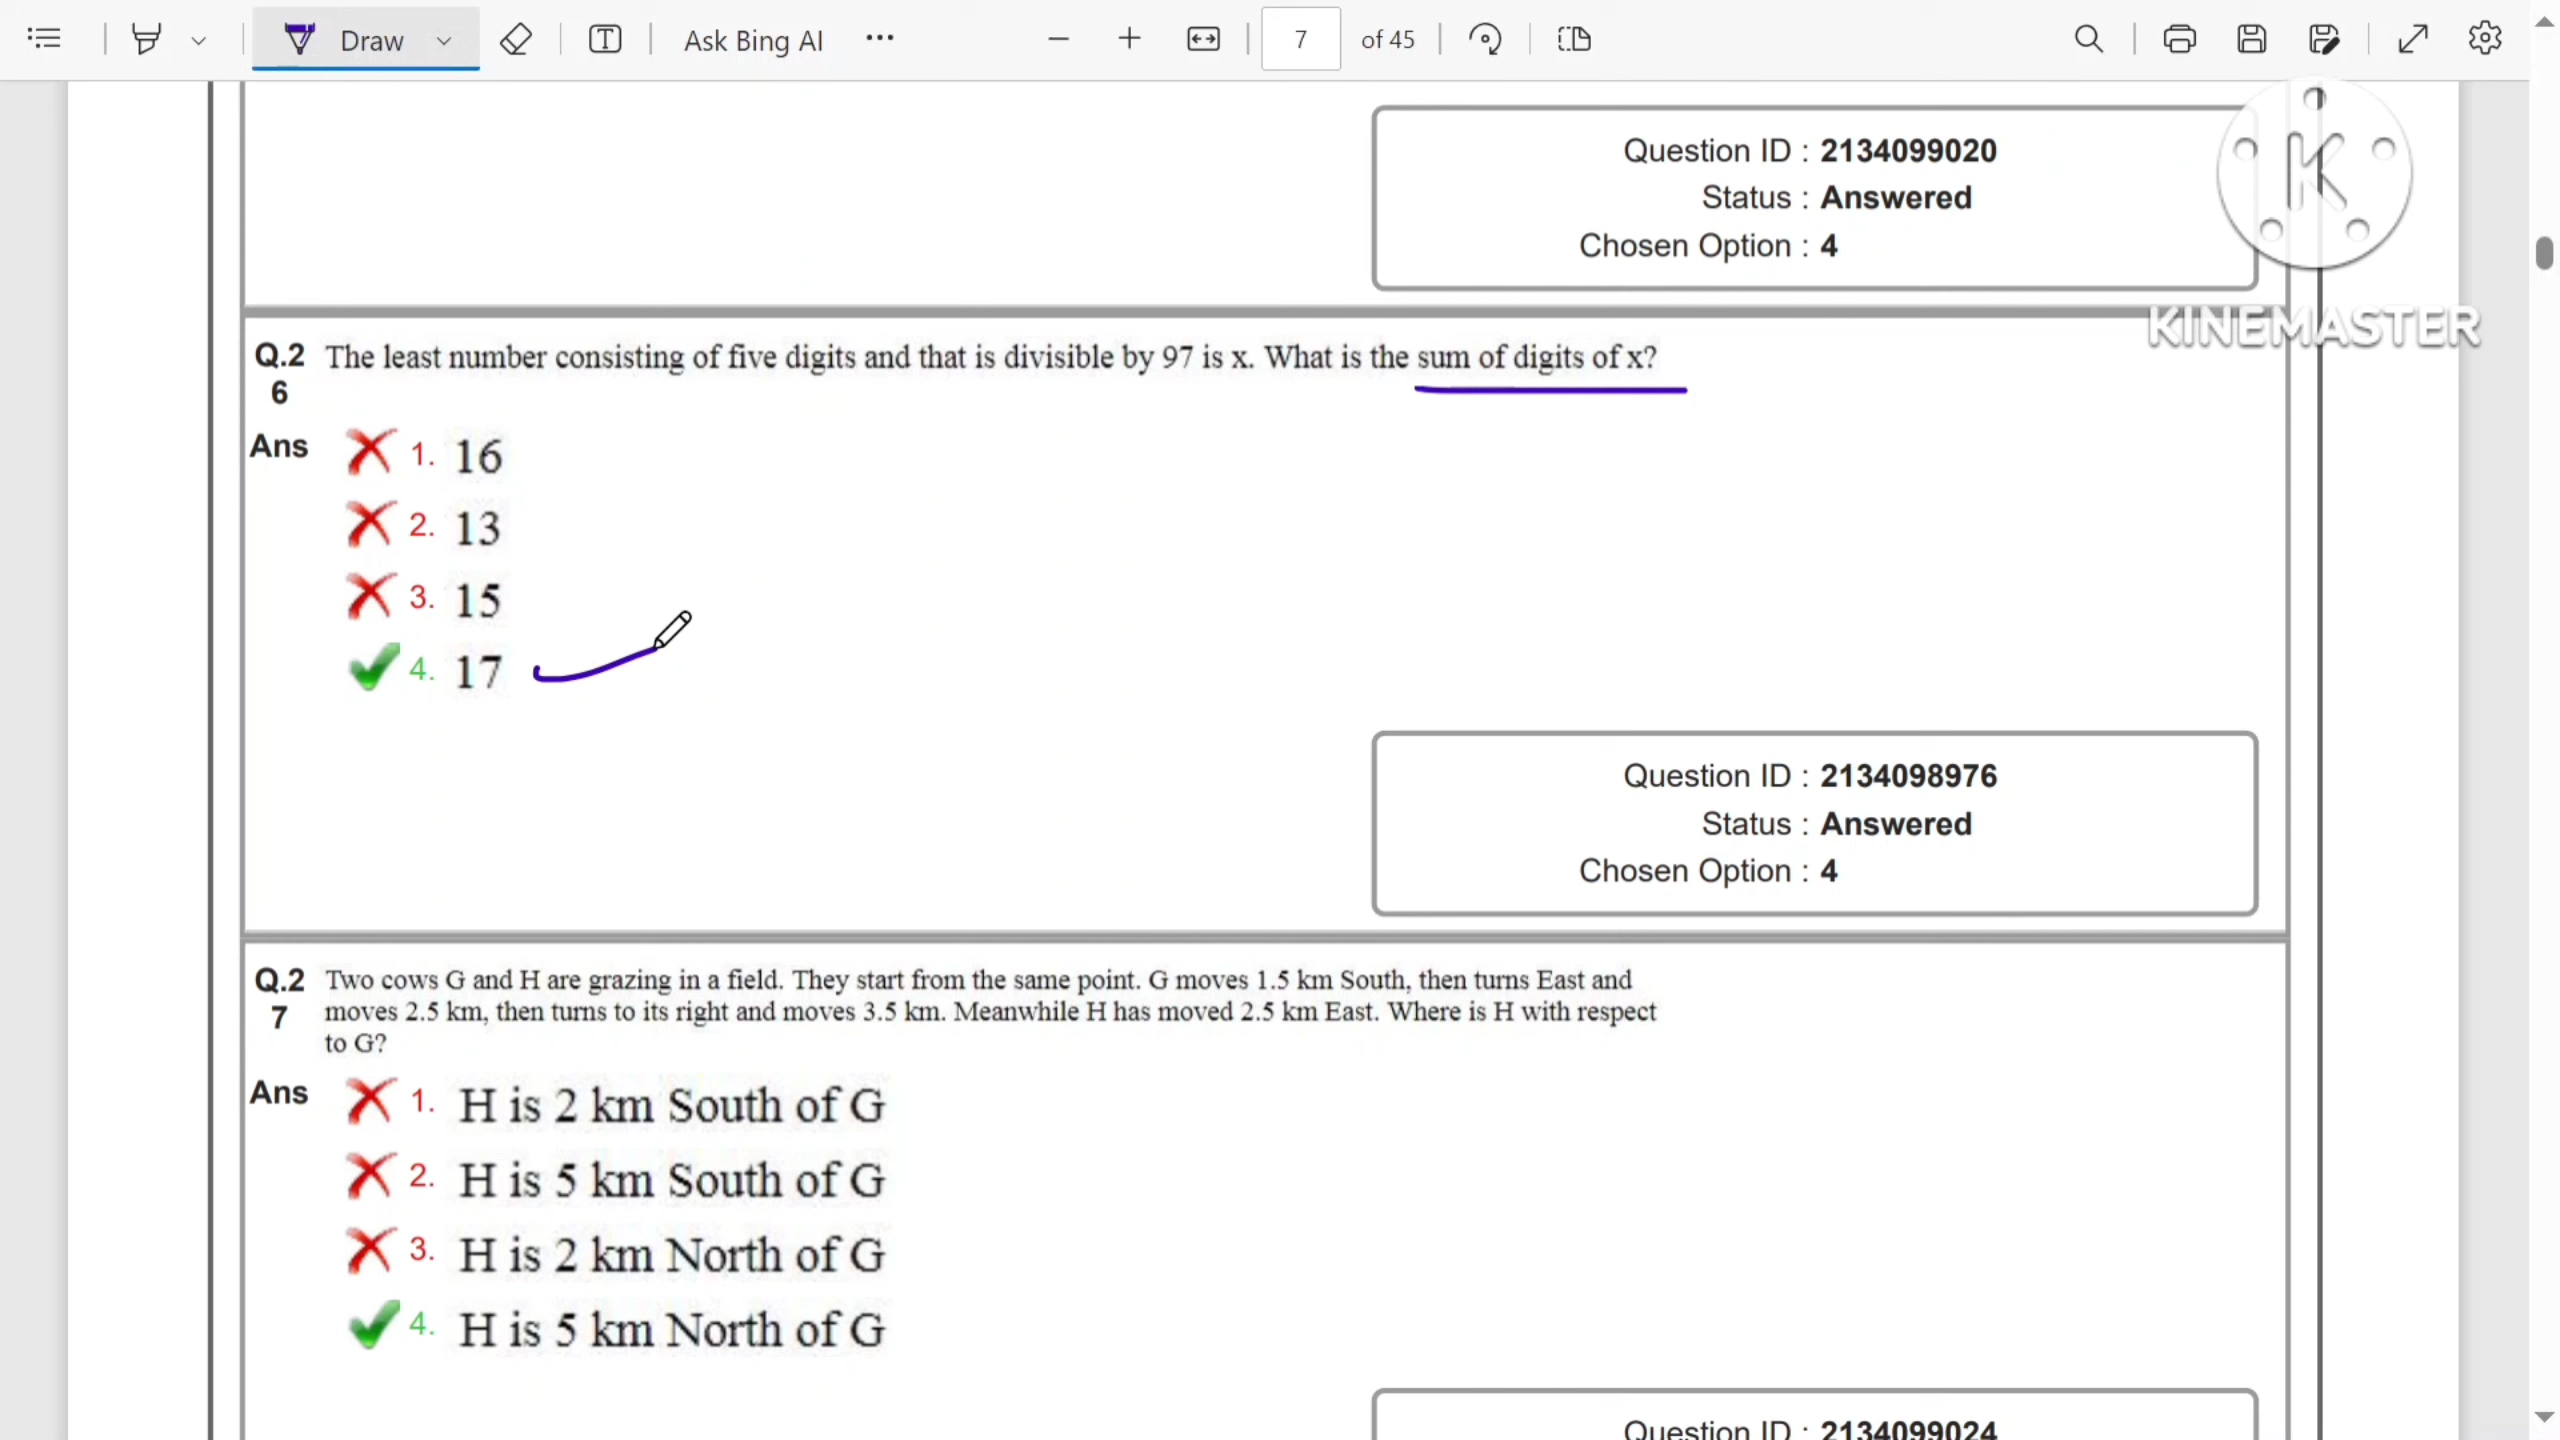 Draw
Ask Bing AI
7 of 45
Question ID : 2134099020
Status : Answered
Chosen Option : 4
KINEMASTER
Q.2 The least number consisting of five digits and that is divisible by 97 is x. What is the sum of digits of x?
6
Ans 1. 16
2. 13
3. 15
4. 17
Question ID : 2134098976
Status : Answered
Chosen Option : 4
Q.2 Two cows G and H are grazing in a field. They start from the same point. G moves 1.5 km South, then turns East and
7 moves 2.5 km, then turns to its right and moves 3.5 km. Meanwhile H has moved 2.5 km East. Where is H with respect
to G?
Ans 1. H is 2 km South of G
2. H is 5 km South of G
3. H is 2 km North of G
4. H is 5 km North of G
Question ID : 2134099024